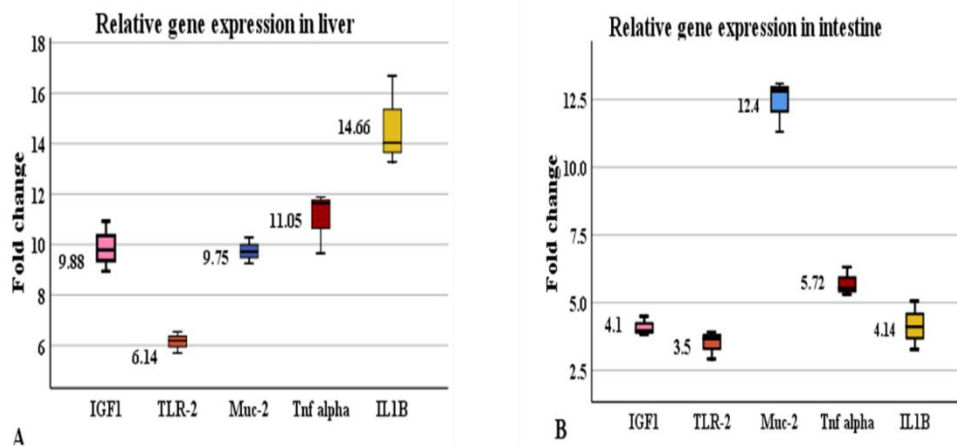 Relative gene expression in liver
Fold change
18
16
14
12
10
8
6
9.88
6.14
9.75
11.05
14.66
IGF1 TLR-2 Muc-2 Tnf alpha IL1B
A
Relative gene expression in intestine
Fold change
12.5
10.0
7.5
5.0
2.5
4.1
3.5
12.4
5.72
4.14
IGF1 TLR-2 Muc-2 Tnf alpha IL1B
B